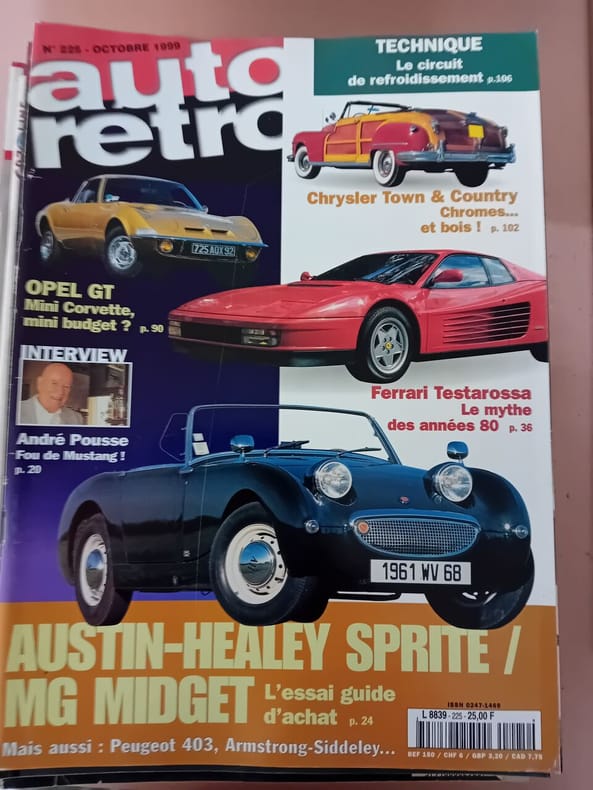 N° 225 - OCTOBRE 1999
auto
retro
TECHNIQUE
Le circuit
de refroidissement p.106
Chrysler Town & Country
Chromes...
et bois ! p. 102
725 AQX 92
OPEL GT
Mini Corvette,
mini budget ? p. 90
INTERVIEW
André Pousse
Fou de Mustang !
p. 20
Ferrari Testarossa
Le mythe
des années 80 p. 36
1961 WV 68
AUSTIN-HEALEY SPRITE /
MG MIDGET
L'essai guide
d'achat p. 24
Mais aussi : Peugeot 403, Armstrong-Siddeley...
ISSN 0247-1469
L 8839 - 225 - 25,00 F
BEF 180 / CHF 6 / GBP 3,20 / CAD 7,75